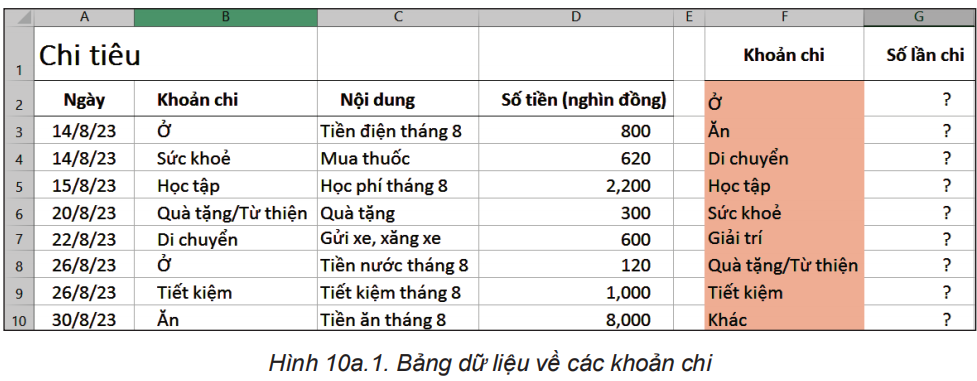 A B C D E F G
1 Chi tiêu Khoản chi Số lần chi
2 Ngày Khoản chi Nội dung Số tiền (nghìn đồng) Ở ?
3 14/8/23 Ở Tiền điện tháng 8 800 Ăn ?
4 14/8/23 Sức khoẻ Mua thuốc 620 Di chuyển ?
5 15/8/23 Học tập Học phí tháng 8 2,200 Học tập ?
6 20/8/23 Quà tặng/Từ thiện Quà tặng 300 Sức khoẻ ?
7 22/8/23 Di chuyển Gửi xe, xăng xe 600 Giải trí ?
8 26/8/23 Ở Tiền nước tháng 8 120 Quà tặng/Từ thiện ?
9 26/8/23 Tiết kiệm Tiết kiệm tháng 8 1,000 Tiết kiệm ?
10 30/8/23 Ăn Tiền ăn tháng 8 8,000 Khác ?
Hình 10a.1. Bảng dữ liệu về các khoản chi